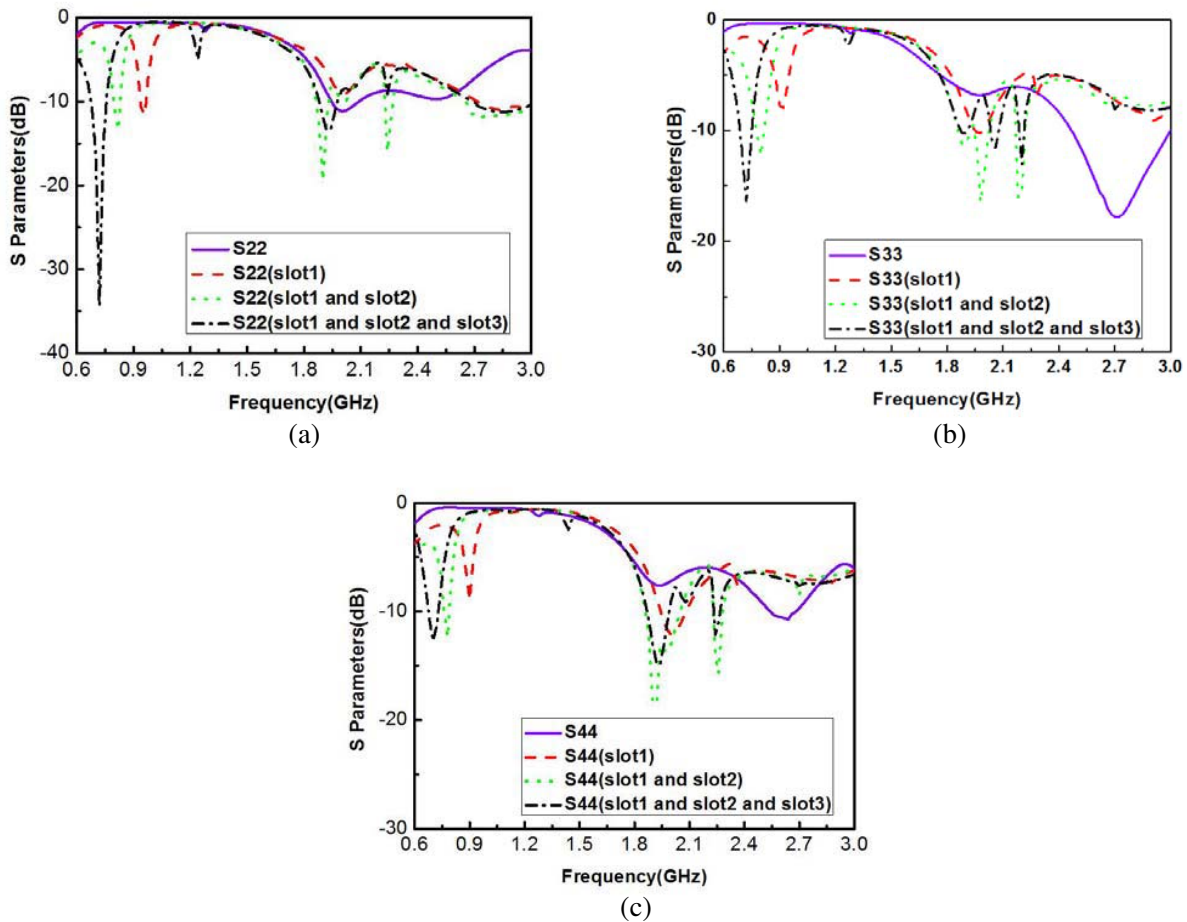 0
-10
-20
-30
-40
S Parameters(dB)
S22
S22(slot1)
S22(slot1 and slot2)
S22(slot1 and slot2 and slot3)
0.6 0.9 1.2 1.5 1.8 2.1 2.4 2.7 3.0
Frequency(GHz)
(a)
0
-10
-20
-30
S Parameters(dB)
S33
S33(slot1)
S33(slot1 and slot2)
S33(slot1 and slot2 and slot3)
0.6 0.9 1.2 1.5 1.8 2.1 2.4 2.7 3.0
Frequency(GHz)
(b)
0
-10
-20
-30
S Parameters(dB)
S44
S44(slot1)
S44(slot1 and slot2)
S44(slot1 and slot2 and slot3)
0.6 0.9 1.2 1.5 1.8 2.1 2.4 2.7 3.0
Frequency(GHz)
(c)